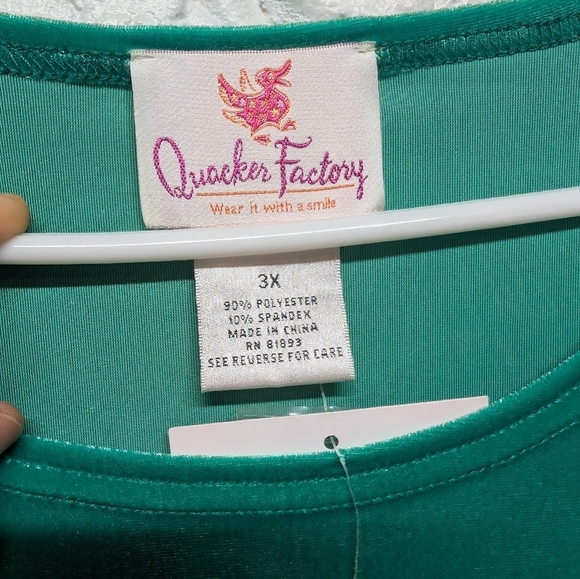 Quacker Factory
Wear it with a smile
3X
90% POLYESTER
10% SPANDEX
MADE IN CHINA
RN 81893
SEE REVERSE FOR CARE